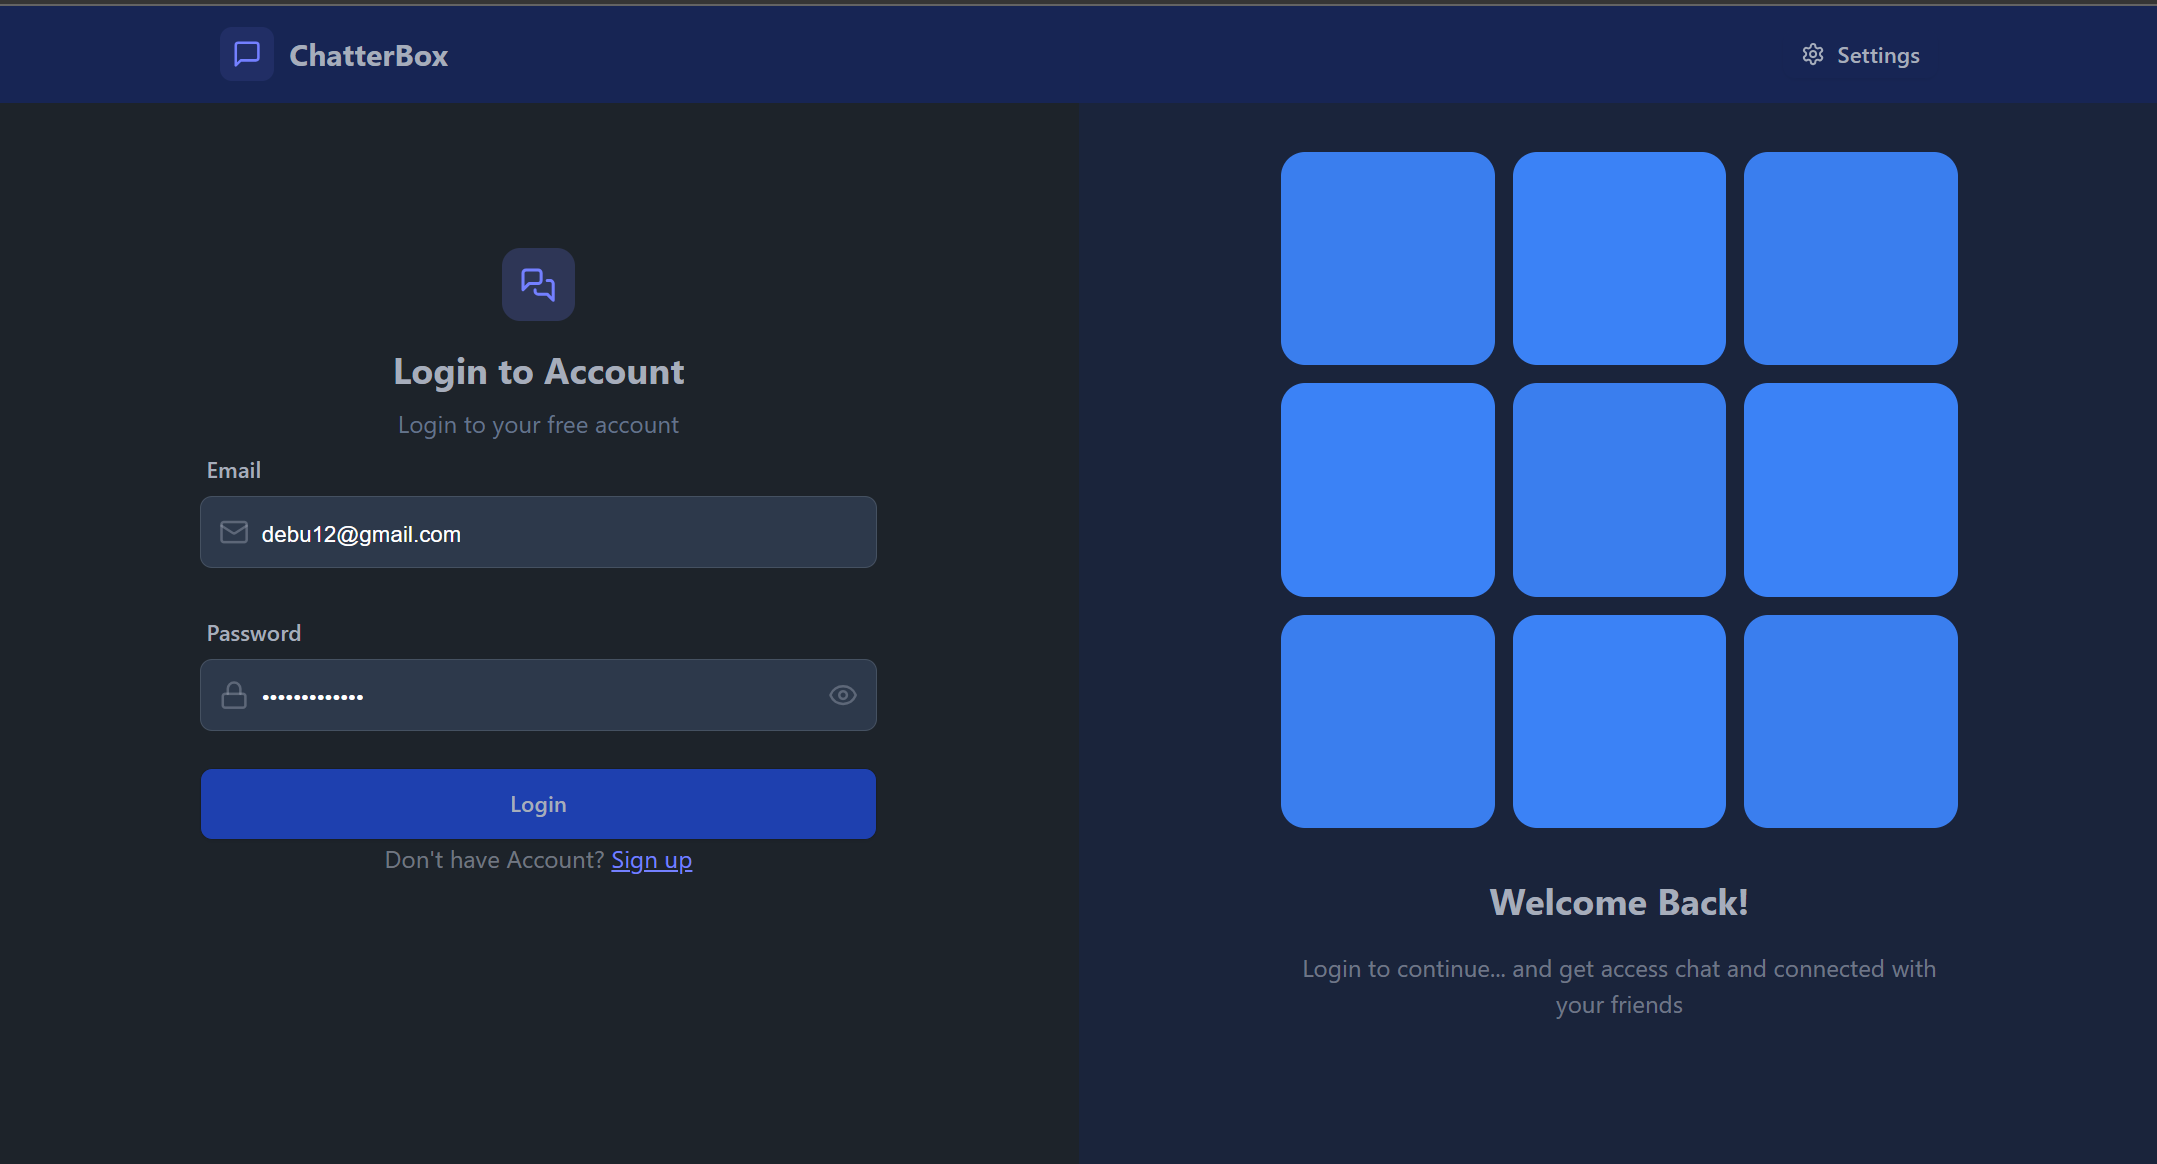 ChatterBox
Settings
Login to Account
Login to your free account
Email
debu12@gmail.com
Password
•••••••••••••
Login
Don't have Account? Sign up
Welcome Back!
Login to continue... and get access chat and connected with
your friends